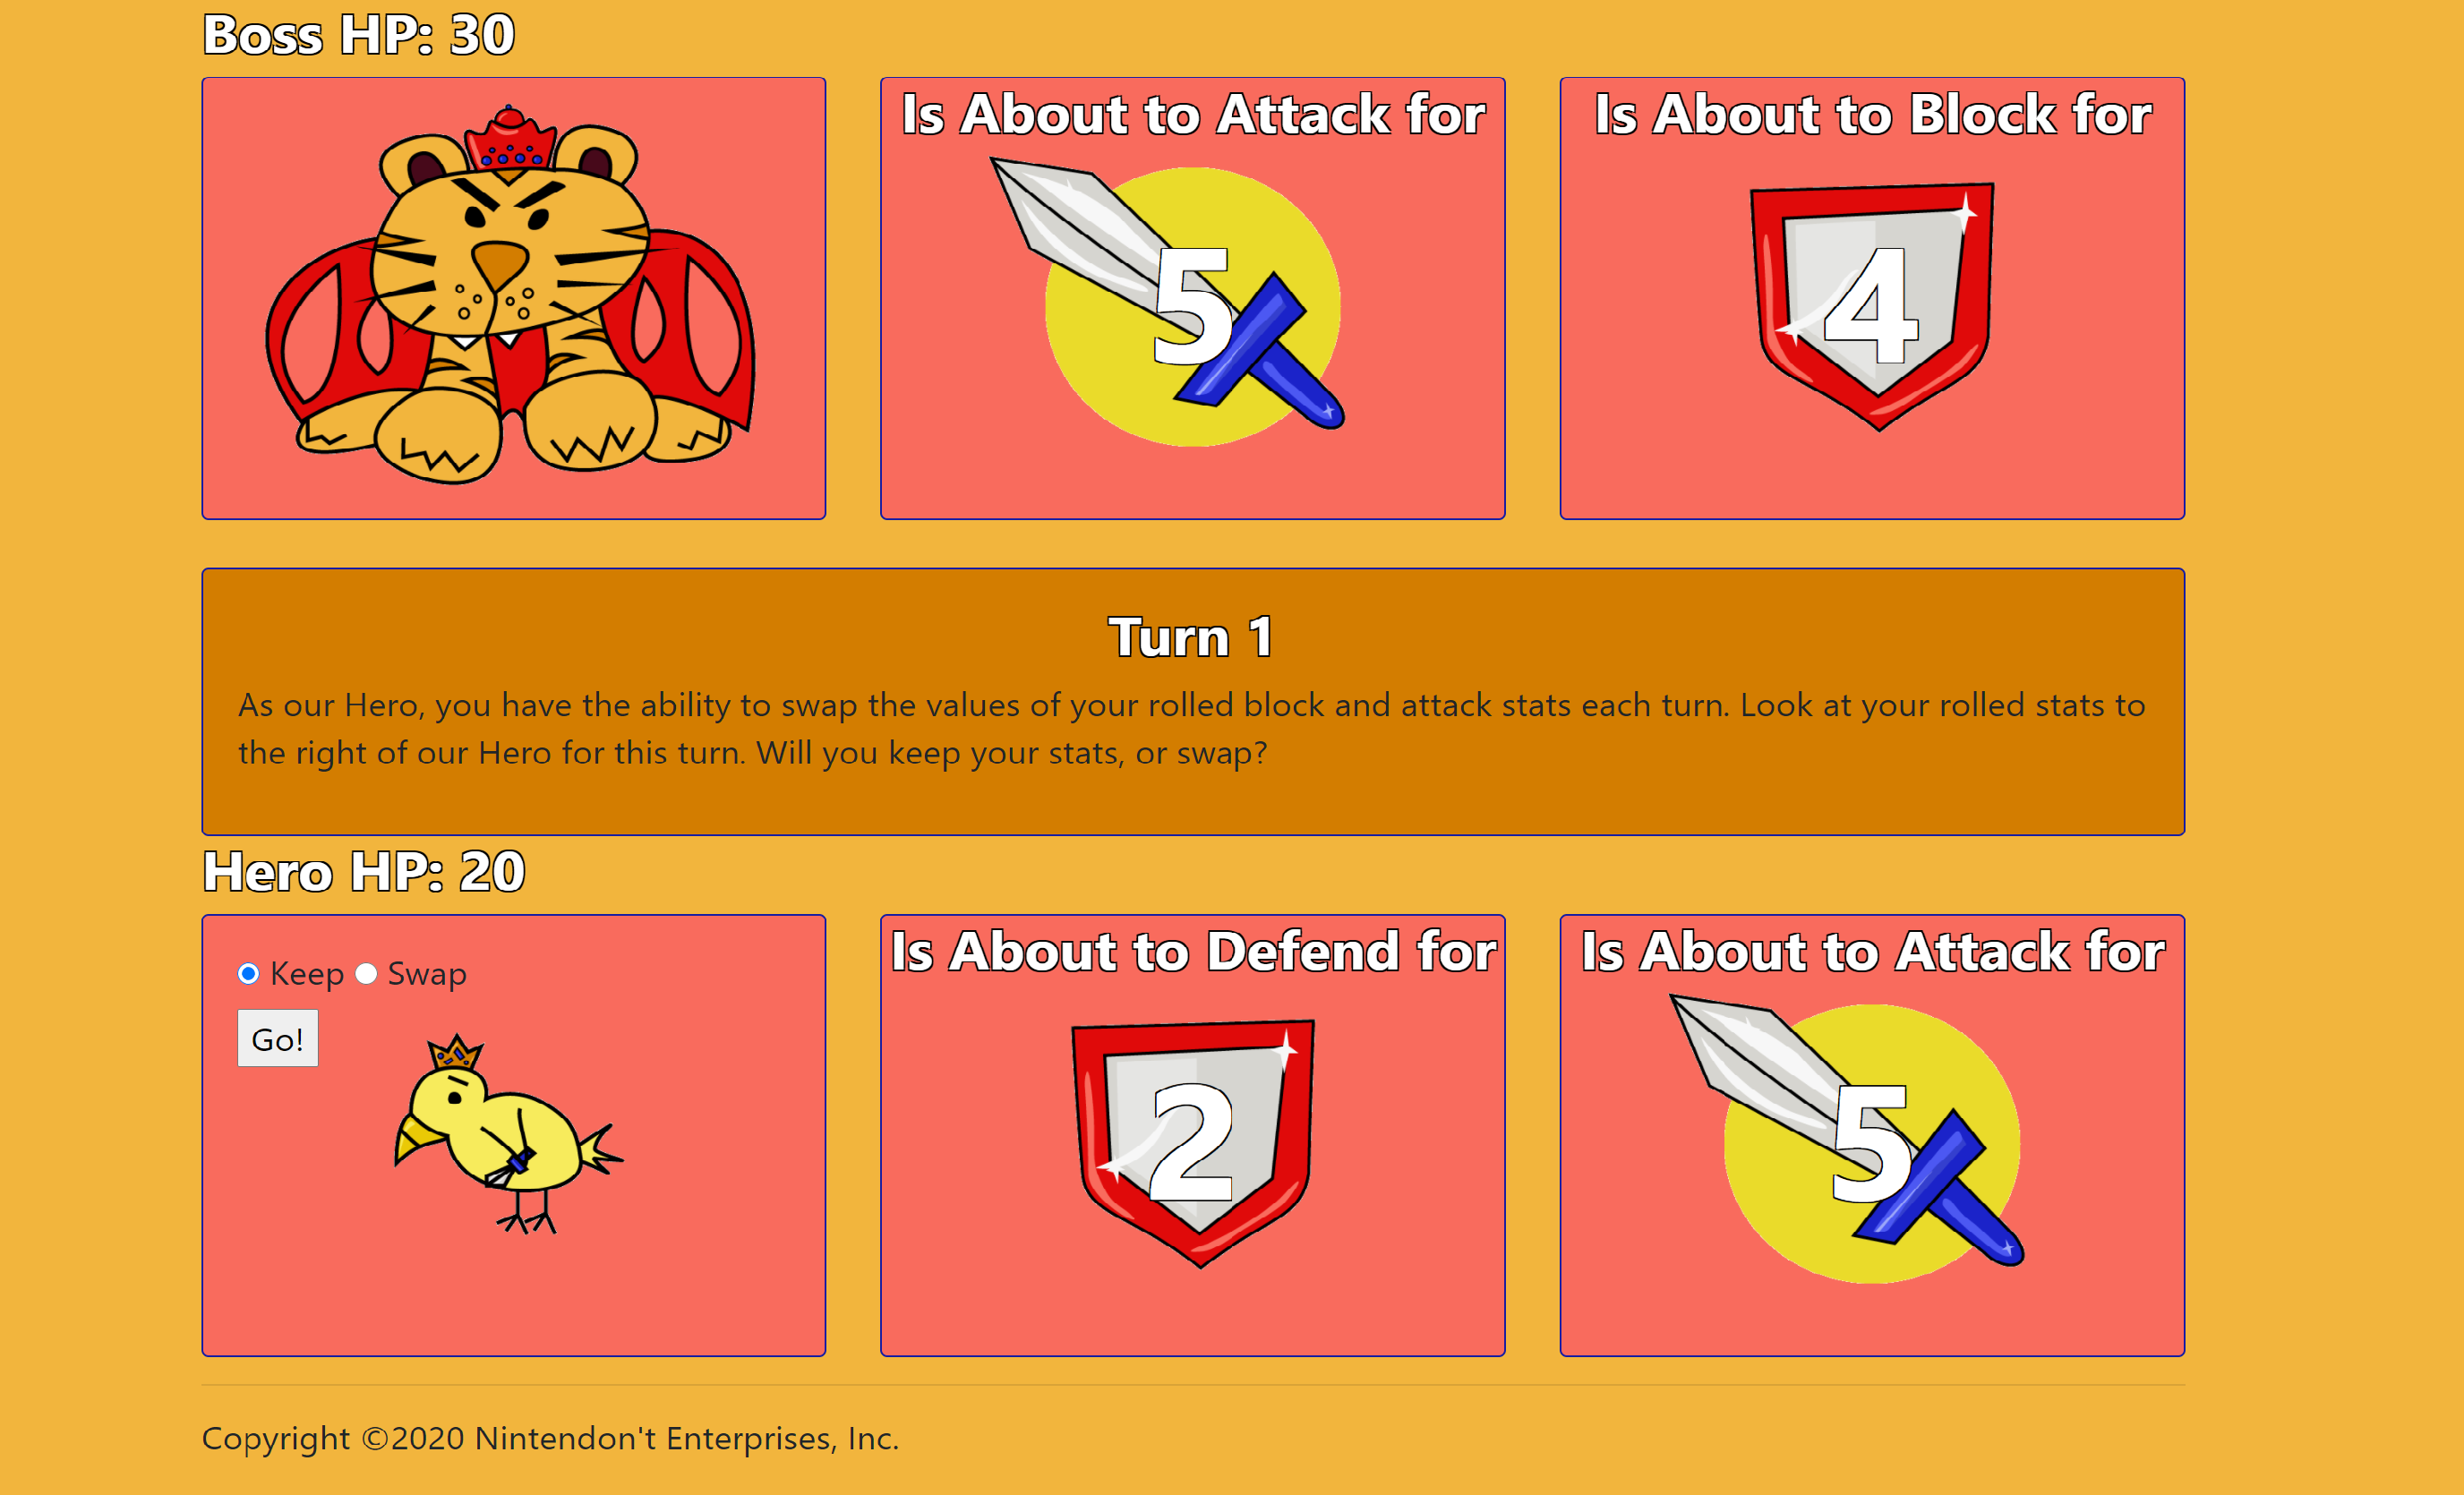 Boss HP: 30
Is About to Attack for
5
Is About to Block for
4
Turn 1
As our Hero, you have the ability to swap the values of your rolled block and attack stats each turn. Look at your rolled stats to
the right of our Hero for this turn. Will you keep your stats, or swap?
Hero HP: 20
Keep Swap
Go!
Is About to Defend for
2
Is About to Attack for
5
Copyright ©2020 Nintendon't Enterprises, Inc.